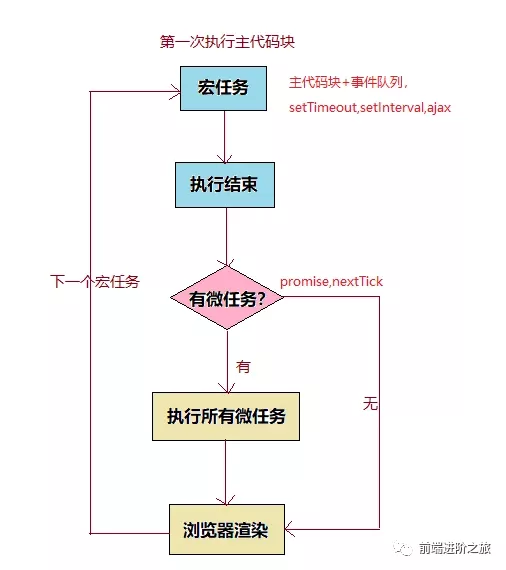 第一次执行主代码块
宏任务
主代码块+事件队列,
setTimeout,setInterval,ajax
执行结束
下一个宏任务
有微任务?
promise,nextTick
有
无
执行所有微任务
浏览器渲染
前端进阶之旅